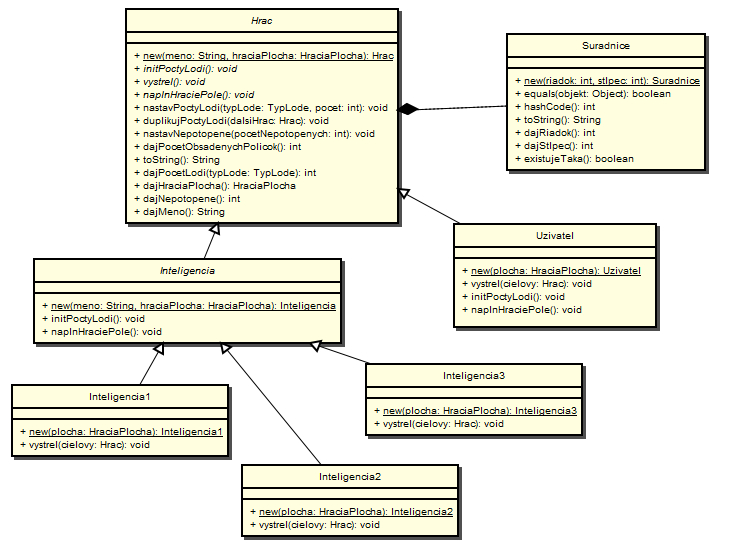 Hrac
+ new(meno: String, hraciaPlocha: HraciaPlocha): Hrac
+ initPoctyLodi(): void
+ vystrel(): void
+ naplnHraciePole(): void
+ nastavPoctyLodi(typLode: TypLode, pocet: int): void
+ duplikujPoctyLodi(dalsiHrac: Hrac): void
+ nastavNepotopene(pocetNepotopenych: int): void
+ dajPocetObsadenychPolicok(): int
+ toString(): String
+ dajPocetLodi(typLode: TypLode): int
+ dajHraciaPlocha(): HraciaPlocha
+ dajNepotopene(): int
+ dajMeno(): String
Suradnice
+ new(riadok: int, stlpec: int): Suradnice
+ equals(objekt: Object): boolean
+ hashCode(): int
+ toString(): String
+ dajRiadok(): int
+ dajStlpec(): int
+ existujeTaka(): boolean
Uzivatel
+ new(plocha: HraciaPlocha): Uzivatel
+ vystrel(cielovy: Hrac): void
+ initPoctyLodi(): void
+ naplnHraciePole(): void
Inteligencia
+ new(meno: String, hraciaPlocha: HraciaPlocha): Inteligencia
+ initPoctyLodi(): void
+ naplnHraciePole(): void
Inteligencia3
+ new(plocha: HraciaPlocha): Inteligencia3
+ vystrel(cielovy: Hrac): void
Inteligencia1
+ new(plocha: HraciaPlocha): Inteligencia1
+ vystrel(cielovy: Hrac): void
Inteligencia2
+ new(plocha: HraciaPlocha): Inteligencia2
+ vystrel(cielovy: Hrac): void